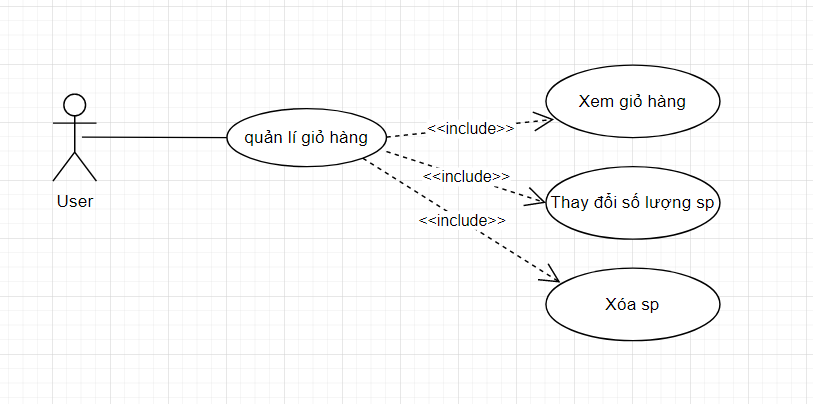 Xem giỏ hàng
<<include>>
quản lí giỏ hàng
<<include>>
User
Thay đổi số lượng sp
<<include>>
Xóa sp